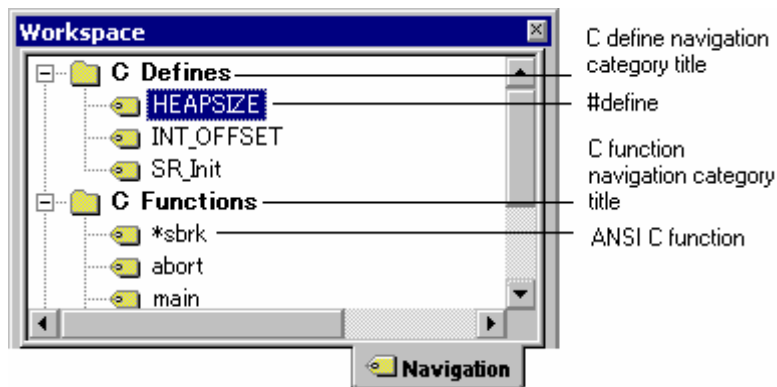 Workspace
C Defines
HEAPSIZE
INT_OFFSET
SR_Init
C Functions
*sbrk
abort
main
Navigation
C define navigation
category title
#define
C function
navigation category
title
ANSI C function